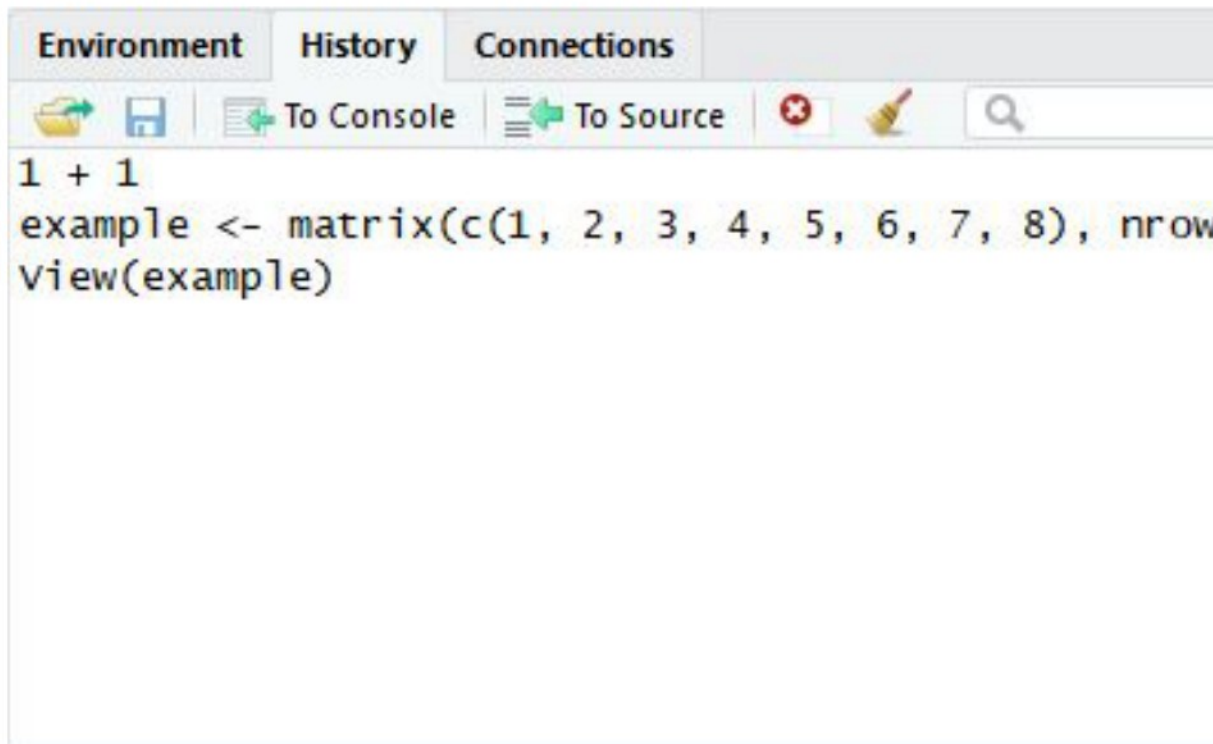 Environment History Connections
To Console To Source
1 + 1
example <- matrix(c(1, 2, 3, 4, 5, 6, 7, 8), nrow
View(example)